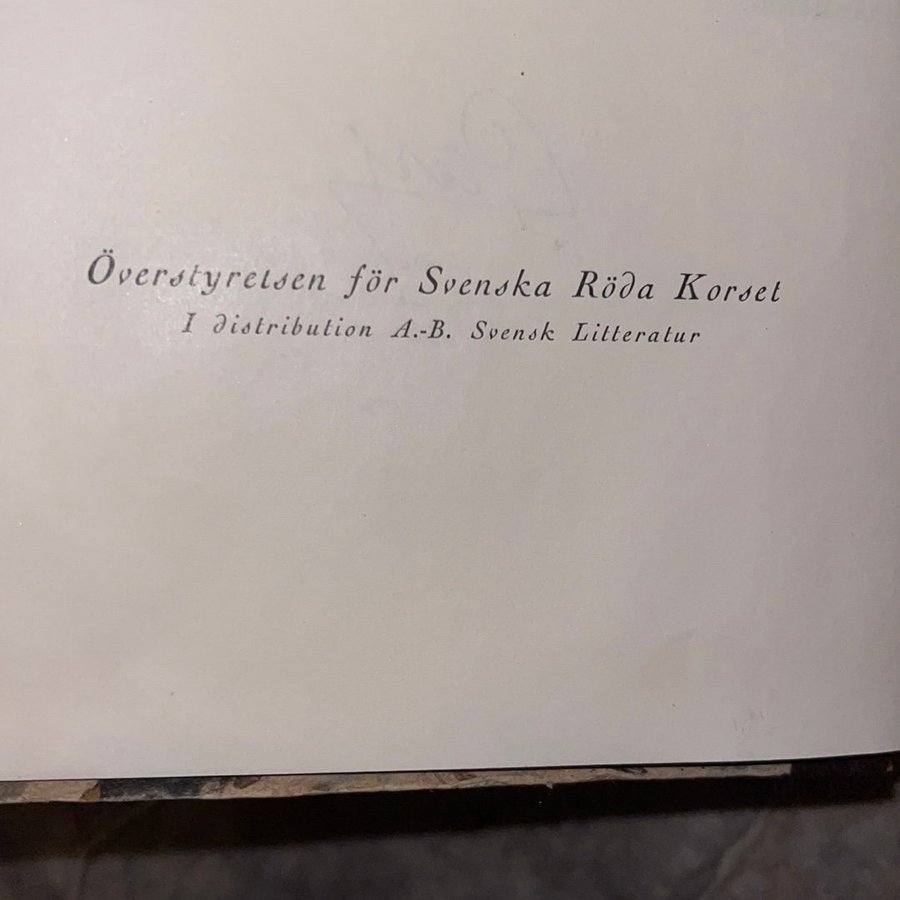 Överstyrelsen för Svenska Röda Korset
I distribution A.-B. Svensk Litteratur